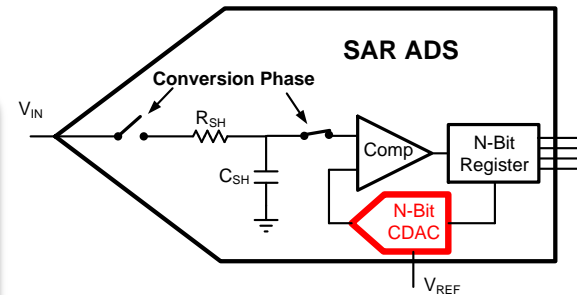 SAR ADS
Conversion Phase
VIN
RSH
CSH
Comp
N-Bit
Register
N-Bit
CDAC
VREF